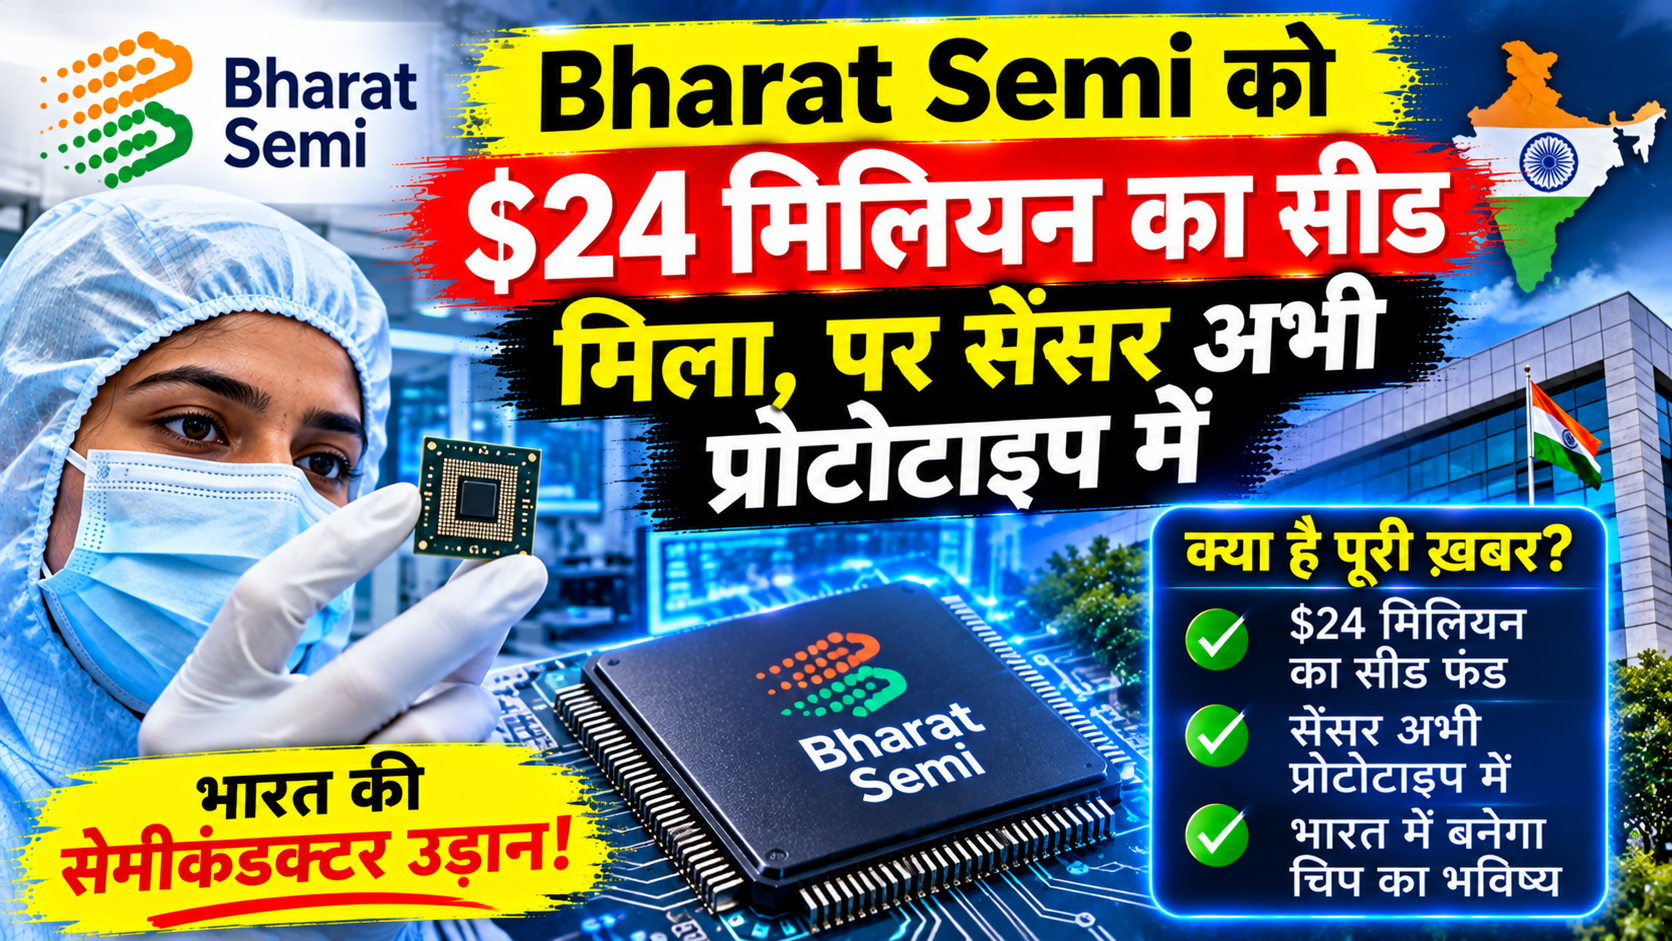 Bharat
Semi
Bharat Semi को
$24 मिलियन का सीड
मिला, पर सेंसर अभी
प्रोटोटाइप में
क्या है पूरी ख़बर?
$24 मिलियन
का सीड फंड
सेंसर अभी
प्रोटोटाइप में
भारत में बनेगा
चिप का भविष्य
Bharat
Semi
भारत की
सेमीकंडक्टर उड़ान!